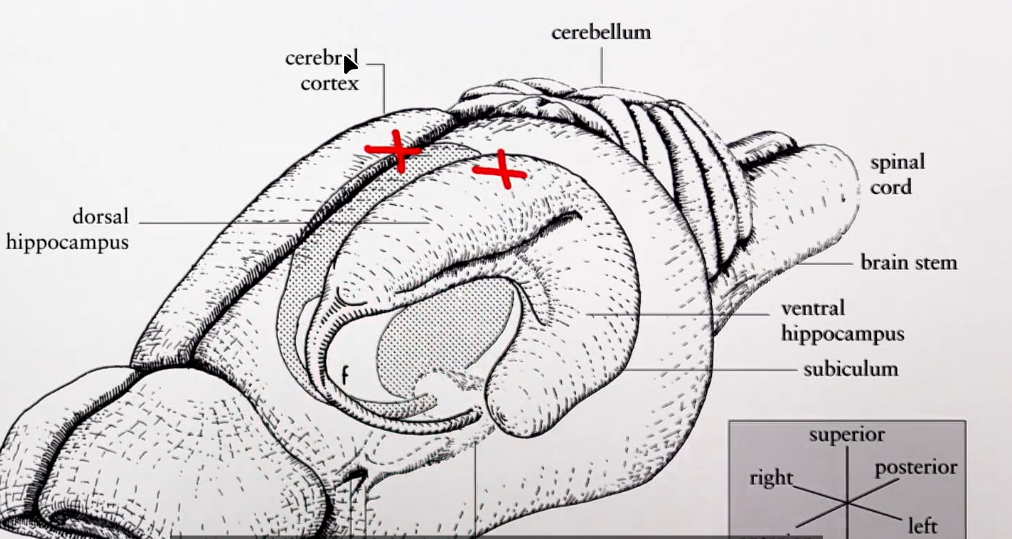 cerebellum
cerebral
cortex
spinal
cord
dorsal
hippocampus
brain stem
ventral
hippocampus
subiculum
f
superior
right
posterior
left